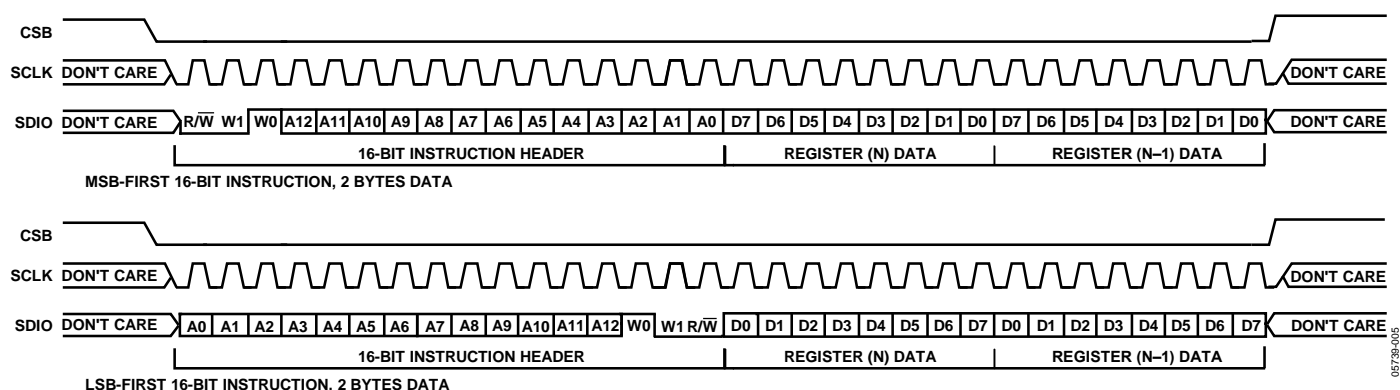 CSB
SCLK DON'T CARE DON'T CARE
SDIO DON'T CARE R/W̅ W1 W0 A12 A11 A10 A9 A8 A7 A6 A5 A4 A3 A2 A1 A0 D7 D6 D5 D4 D3 D2 D1 D0 D7 D6 D5 D4 D3 D2 D1 D0 DON'T CARE
16-BIT INSTRUCTION HEADER REGISTER (N) DATA REGISTER (N–1) DATA
MSB-FIRST 16-BIT INSTRUCTION, 2 BYTES DATA
CSB
SCLK DON'T CARE DON'T CARE
SDIO DON'T CARE A0 A1 A2 A3 A4 A5 A6 A7 A8 A9 A10 A11 A12 W0 W1 R/W̅ D0 D1 D2 D3 D4 D5 D6 D7 D0 D1 D2 D3 D4 D5 D6 D7 DON'T CARE
16-BIT INSTRUCTION HEADER REGISTER (N) DATA REGISTER (N–1) DATA
LSB-FIRST 16-BIT INSTRUCTION, 2 BYTES DATA
05739-005